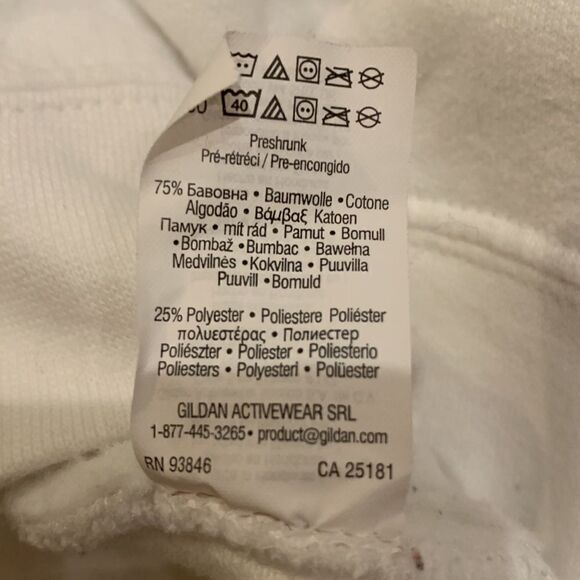 40
Preshrunk
Pré-rétréci / Pre-encongido
75% Бавовна • Baumwolle • Cotone
Algodão • Βάμβαξ Katoen
Памук • mít rád • Pamut • Bomull
• Bombaž • Bumbac • Bawełna
Medvilnės • Kokvilna • Puuvilla
Puuvill • Bomuld
25% Polyester • Poliestere Poliéster
πολυεστέρας • Полиестер
Poliészter • Poliester • Poliesterio
Poliesters • Polyesteri • Polüester
GILDAN ACTIVEWEAR SRL
1-877-445-3265• product@gildan.com
RN 93846 CA 25181